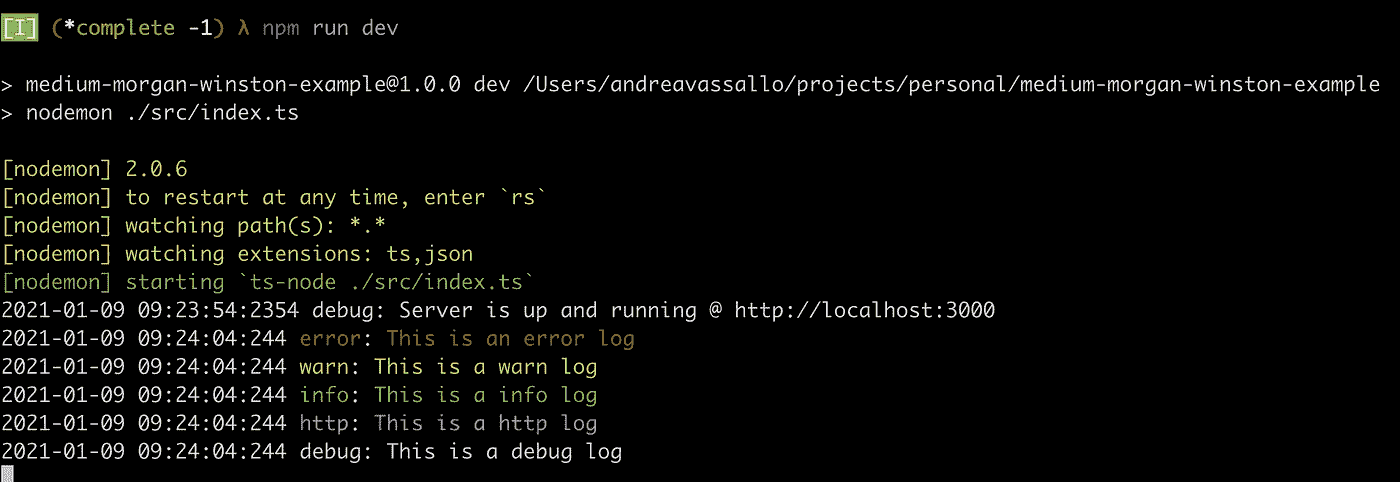 [I] (*complete -1) λ npm run dev
> medium-morgan-winston-example@1.0.0 dev /Users/andreavassallo/projects/personal/medium-morgan-winston-example
> nodemon ./src/index.ts
[nodemon] 2.0.6
[nodemon] to restart at any time, enter `rs`
[nodemon] watching path(s): *.*
[nodemon] watching extensions: ts,json
[nodemon] starting `ts-node ./src/index.ts`
2021-01-09 09:23:54:2354 debug: Server is up and running @ http://localhost:3000
2021-01-09 09:24:04:244 error: This is an error log
2021-01-09 09:24:04:244 warn: This is a warn log
2021-01-09 09:24:04:244 info: This is a info log
2021-01-09 09:24:04:244 http: This is a http log
2021-01-09 09:24:04:244 debug: This is a debug log